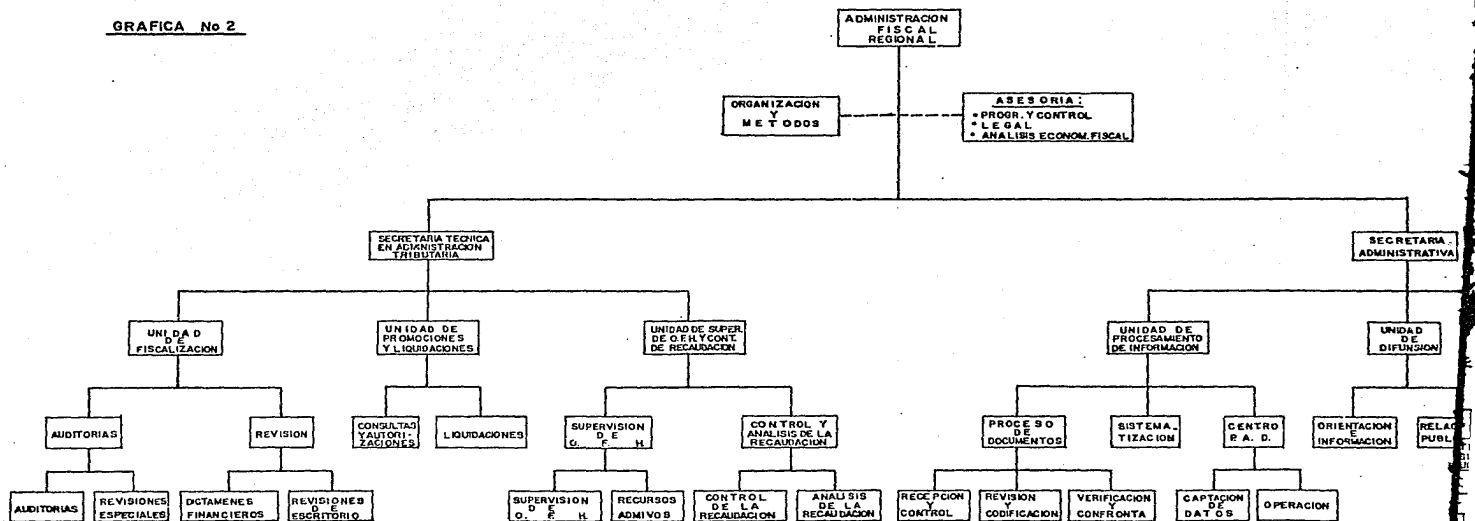 GRAFICA No 2
ADMINISTRACION
FISCAL
REGIONAL
ORGANIZACION
Y
METODOS
ASESORIA:
• PROGR. Y CONTROL
• LEGAL
• ANALISIS ECONOM. FISCAL
SECRETARIA TECNICA
EN ADMINISTRACION
TRIBUTARIA
SECRETARIA
ADMINISTRATIVA
UNIDAD
DE
FISCALIZACION
UNIDAD DE
PROMOCIONES
Y LIQUIDACIONES
UNIDAD DE SUPER.
DE O.F.H. Y CONT.
DE RECAUDACION
UNIDAD DE
PROCESAMIENTO
DE INFORMACION
UNIDAD
DE
DIFUNSION
AUDITORIAS
REVISION
CONSULTAS
Y AUTORI-
ZACIONES
LIQUIDACIONES
SUPERVISION
DE
O. F. H.
CONTROL Y
ANALISIS DE LA
RECAUDACION
PROCESO
DE
DOCUMENTOS
SISTEMA-
TIZACION
CENTRO
P. A. D.
ORIENTACION
E
INFORMACION
RELAC
PUBL
AUDITORIAS
REVISIONES
ESPECIALES
DICTAMENES
FINANCIEROS
REVISIONES
DE
ESCRITORIO
SUPERVISION
DE
O. F. H.
RECURSOS
ADMIVOS
CONTROL
DE LA
RECAUDACION
ANALISIS
DE LA
RECAUDACION
RECEPCION
Y
CONTROL
REVISION
CODIFICACION
VERIFICACION
Y
CONFRONTA
CAPTACION
DE
DATOS
OPERACION